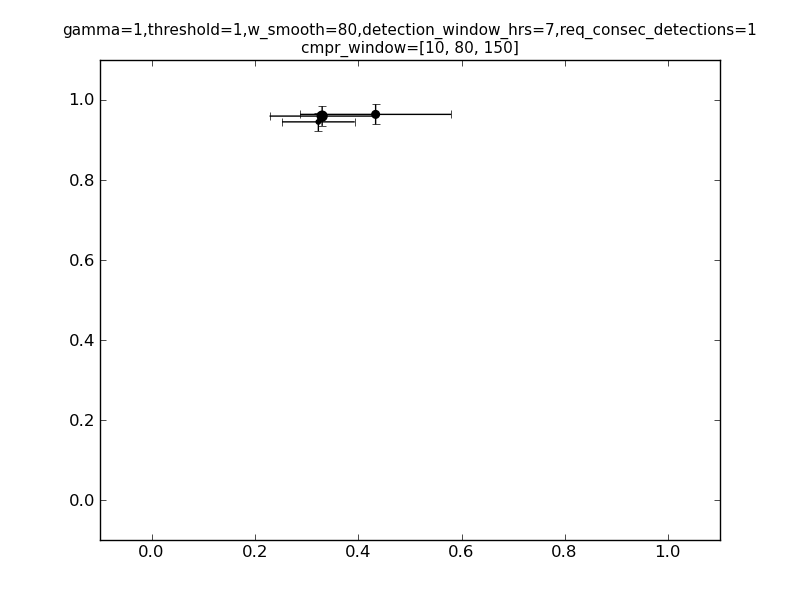 gamma=1,threshold=1,w_smooth=80,detection_window_hrs=7,req_consec_detections=1
cmpr_window=[10, 80, 150]
1.0
0.8
0.6
0.4
0.2
0.0
0.0 0.2 0.4 0.6 0.8 1.0